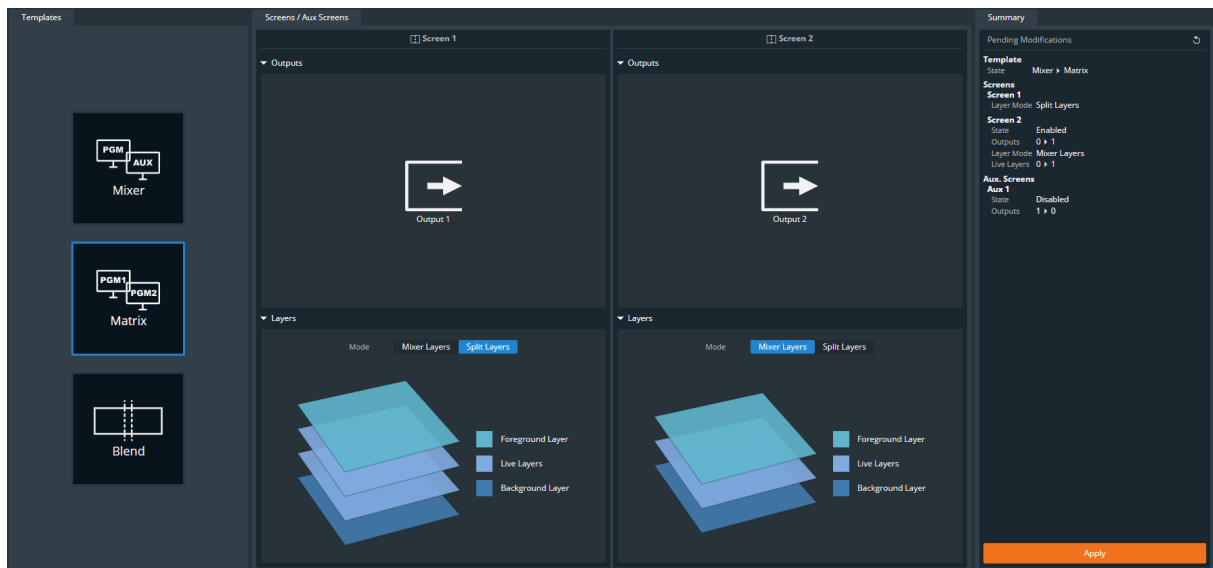 Templates
PGM
AUX
Mixer
PGM1
PGM2
Matrix
Blend
Screens / Aux Screens
Screen 1
Outputs
Output 1
Layers
Mode Mixer Layers Split Layers
Foreground Layer
Live Layers
Background Layer
Screen 2
Outputs
Output 2
Layers
Mode Mixer Layers Split Layers
Foreground Layer
Live Layers
Background Layer
Summary
Pending Modifications
Template
State Mixer ▸ Matrix
Screens
Screen 1
Layer Mode Split Layers
Screen 2
State Enabled
Outputs 0 ▸ 1
Layer Mode Mixer Layers
Live Layers 0 ▸ 1
Aux. Screens
Aux 1
State Disabled
Outputs 1 ▸ 0
Apply